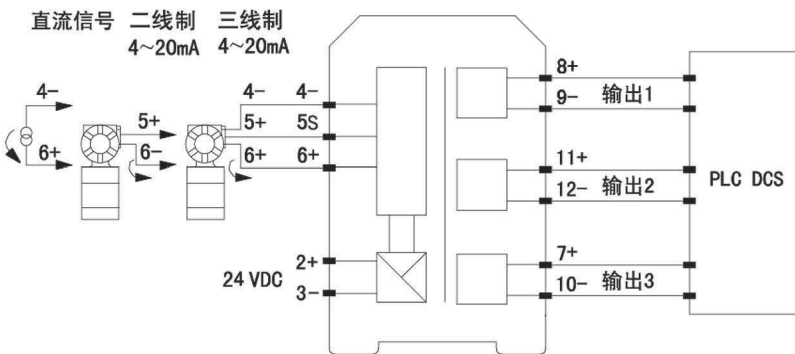 直流信号 二线制 三线制
4~20mA 4~20mA
4- 4- 4- 8+
5+ 5+ 5S 9- 输出1
6+ 6- 6+ 6+
11+
12- 输出2
PLC DCS
2+ 7+
24 VDC
3- 10- 输出3